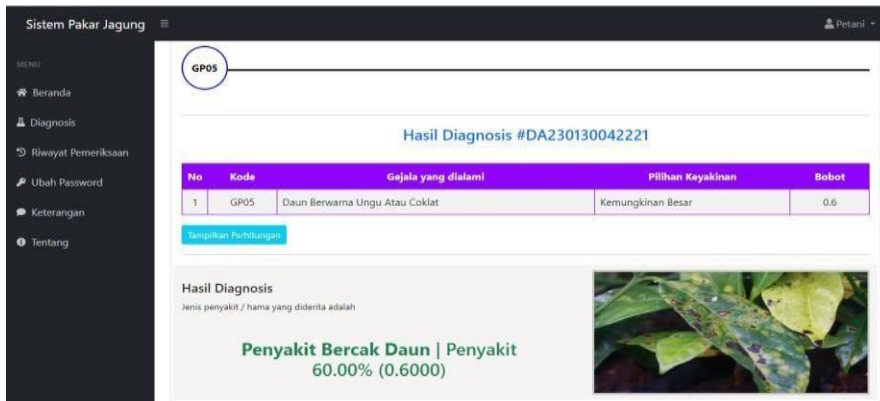 Sistem Pakar Jagung
Petani
MENU
Beranda
Diagnosis
Riwayat Pemeriksaan
Ubah Password
Keterangan
Tentang
GP05
Hasil Diagnosis #DA230130042221
No Kode Gejala yang dialami Pilihan Keyakinan Bobot
1 GP05 Daun Berwarna Ungu Atau Coklat Kemungkinan Besar 0.6
Tampilkan Perhitungan
Hasil Diagnosis
Jenis penyakit / hama yang diderita adalah
Penyakit Bercak Daun | Penyakit
60.00% (0.6000)